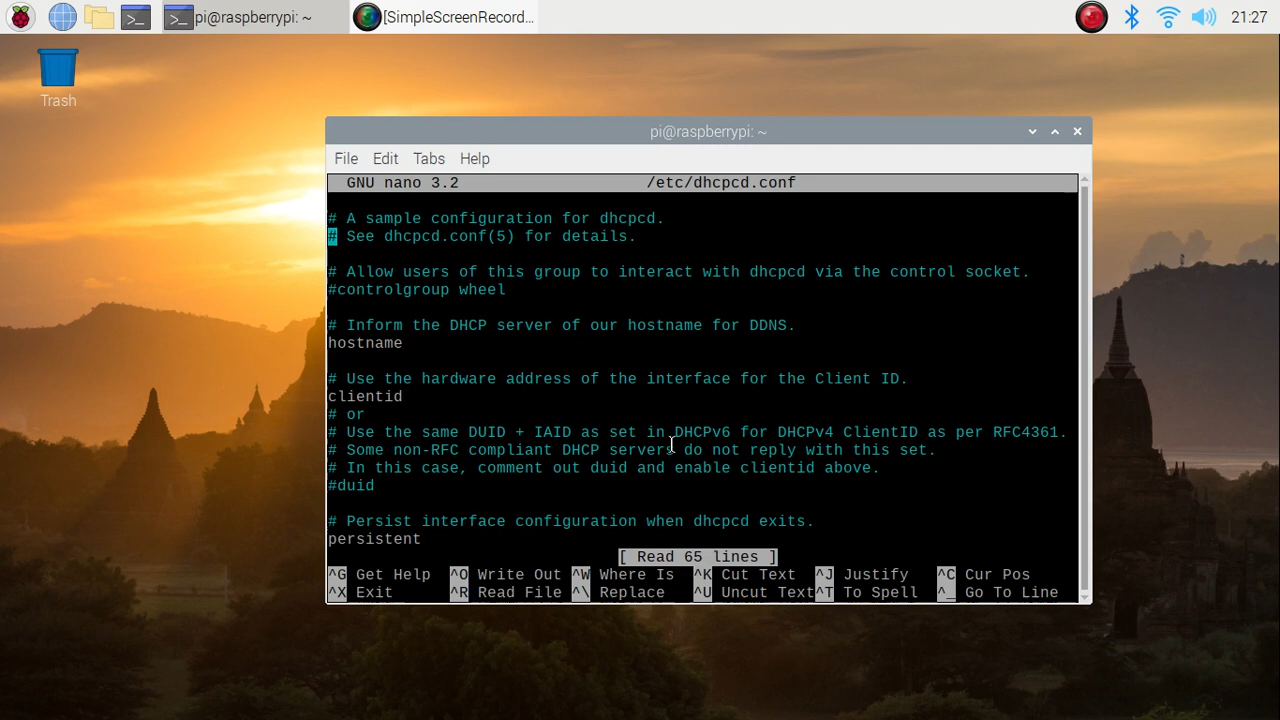 pi@raspberrypi: ~
[SimpleScreenRecord...
21:27
Trash
pi@raspberrypi: ~
File Edit Tabs Help
GNU nano 3.2 /etc/dhcpcd.conf
# A sample configuration for dhcpcd.
# See dhcpcd.conf(5) for details.
# Allow users of this group to interact with dhcpcd via the control socket.
#controlgroup wheel
# Inform the DHCP server of our hostname for DDNS.
hostname
# Use the hardware address of the interface for the Client ID.
clientid
# or
# Use the same DUID + IAID as set in DHCPv6 for DHCPv4 ClientID as per RFC4361.
# Some non-RFC compliant DHCP servers do not reply with this set.
# In this case, comment out duid and enable clientid above.
#duid
# Persist interface configuration when dhcpcd exits.
persistent
[ Read 65 lines ]
^G Get Help ^O Write Out ^W Where Is ^K Cut Text ^J Justify ^C Cur Pos
^X Exit ^R Read File ^\ Replace ^U Uncut Text ^T To Spell ^_ Go To Line